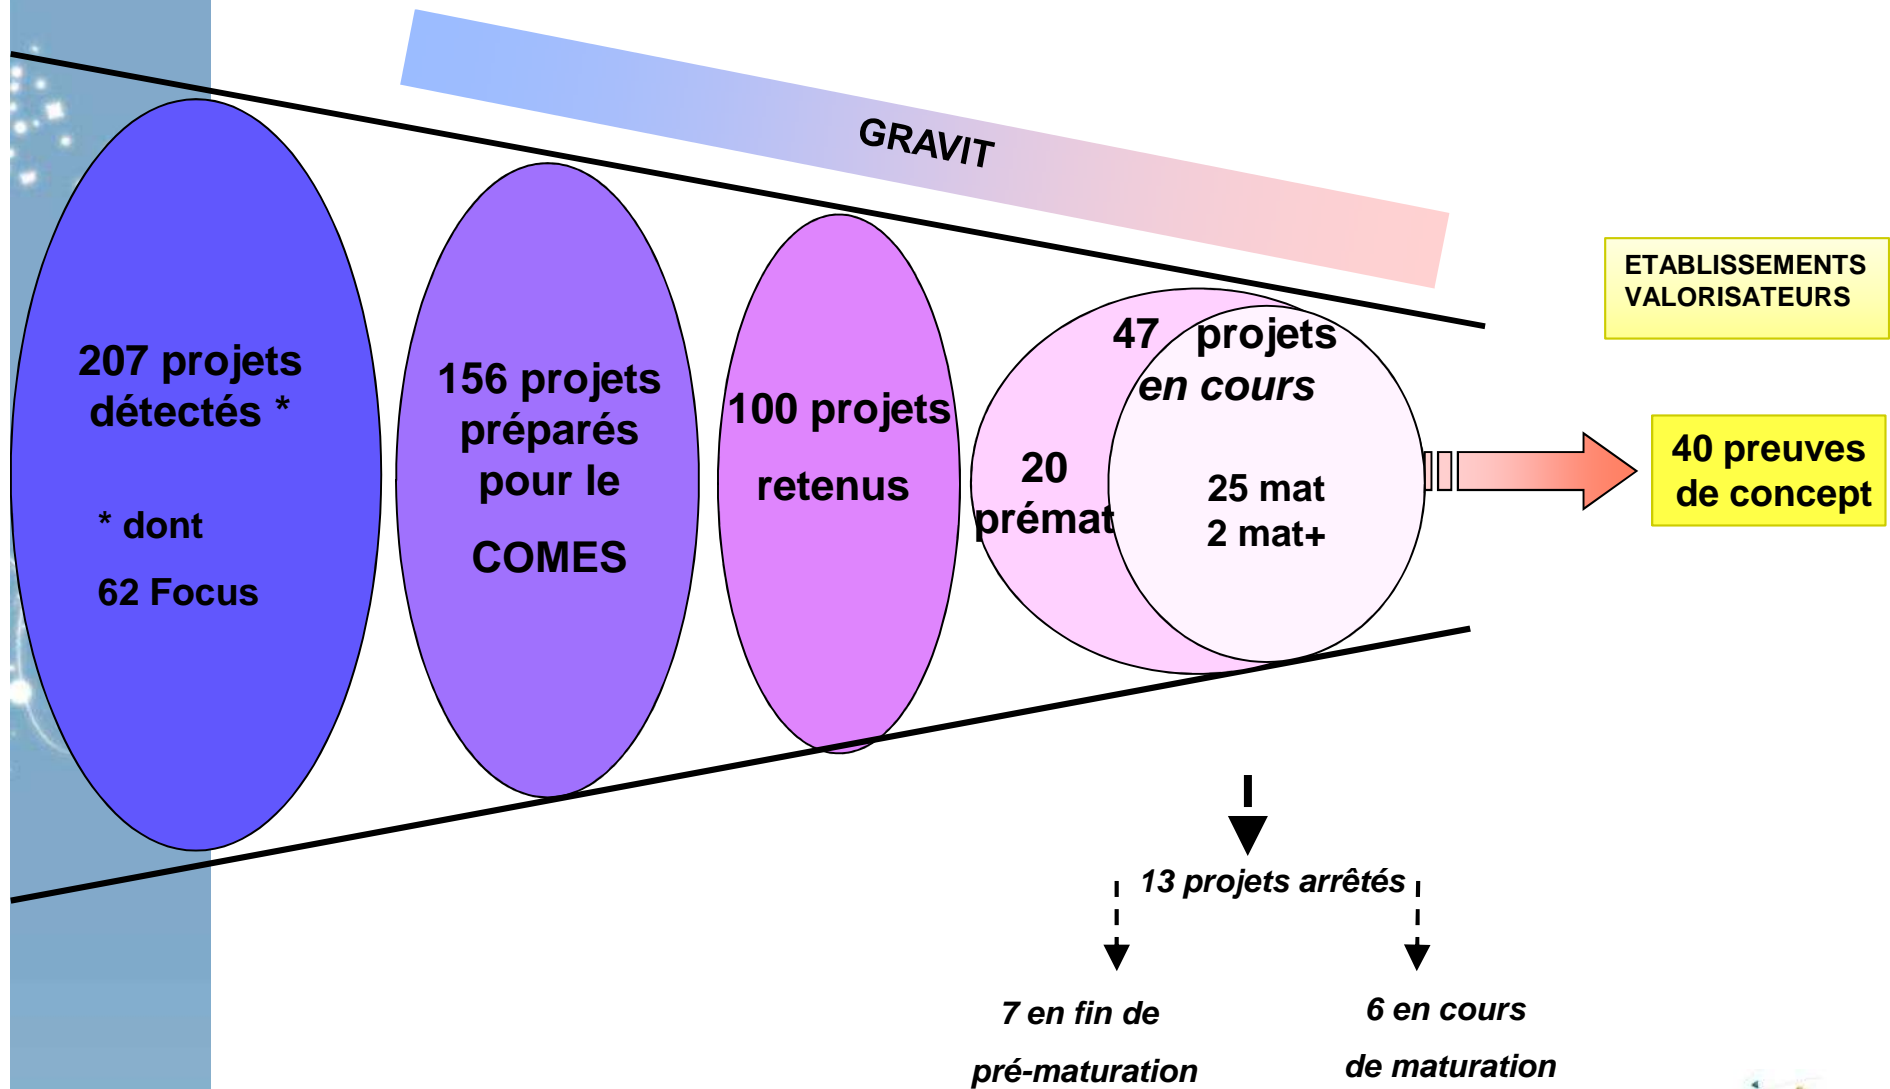 GRAVIT
207 projets
détectés *
* dont
62 Focus
156 projets
préparés
pour le
COMES
100 projets
retenus
47 projets
en cours
20
prémat
25 mat
2 mat+
ETABLISSEMENTS
VALORISATEURS
40 preuves
de concept
13 projets arrêtés
7 en fin de
pré-maturation
6 en cours
de maturation